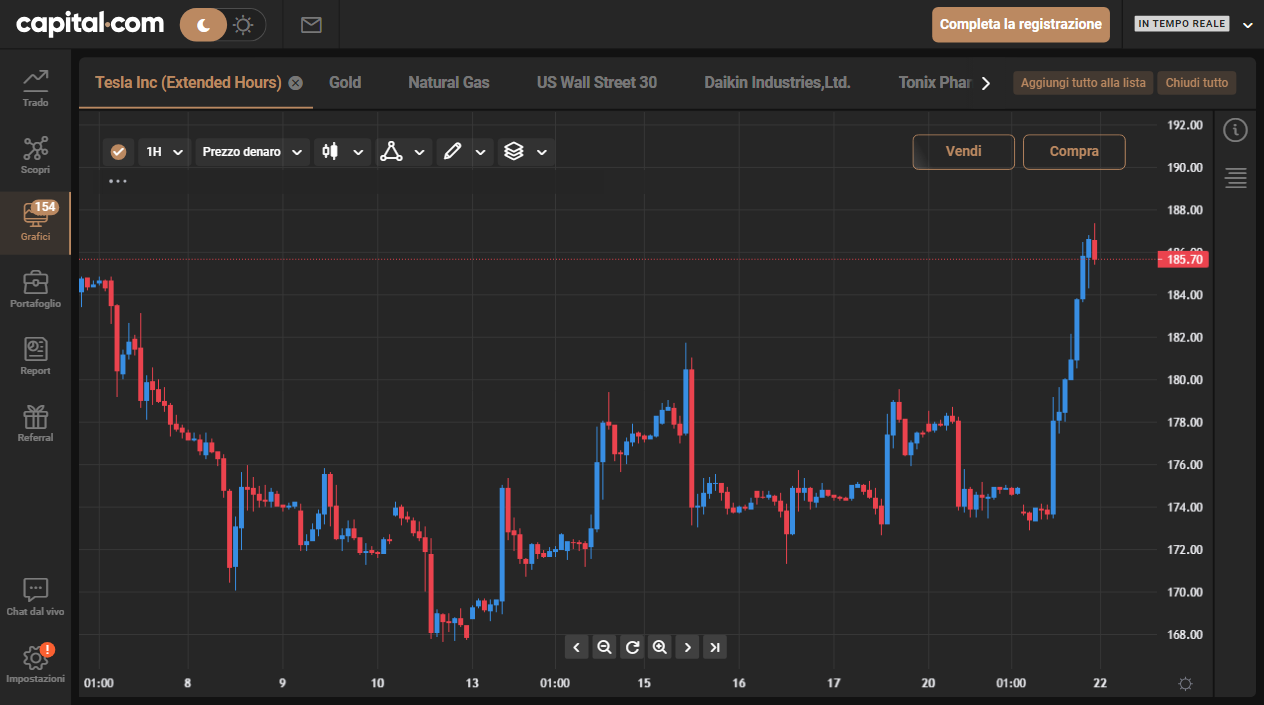 capital.com
Completa la registrazione
IN TEMPO REALE
Trado
Scopri
154
Grafici
Portafoglio
Report
Referral
Chat dal vivo
!
Impostazioni
Tesla Inc (Extended Hours)
Gold
Natural Gas
US Wall Street 30
Daikin Industries,Ltd.
Tonix Phar
Aggiungi tutto alla lista
Chiudi tutto
1H
Prezzo denaro
Vendi
Compra
192.00
190.00
188.00
185.70
184.00
182.00
180.00
178.00
176.00
174.00
172.00
170.00
168.00
01:00
8
9
10
13
01:00
15
16
17
20
01:00
22